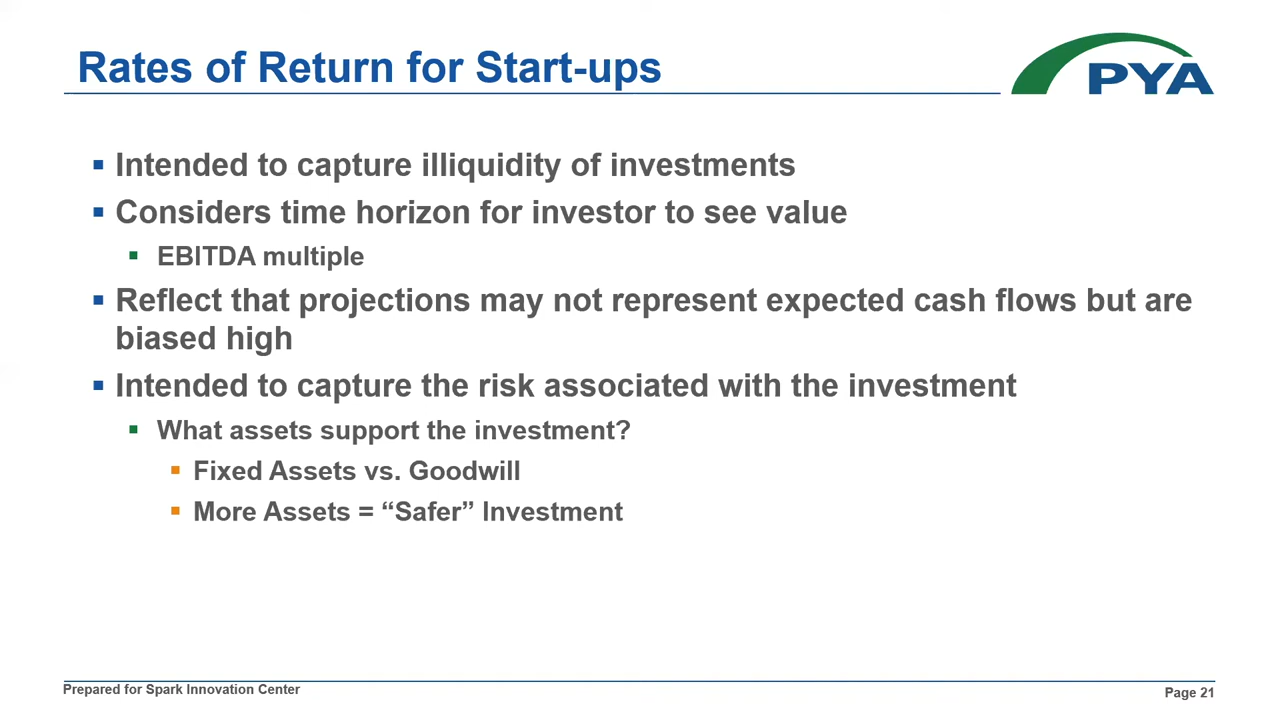 Rates of Return for Start-ups
PYA
▪ Intended to capture illiquidity of investments
▪ Considers time horizon for investor to see value
▪ EBITDA multiple
▪ Reflect that projections may not represent expected cash flows but are
biased high
▪ Intended to capture the risk associated with the investment
▪ What assets support the investment?
▪ Fixed Assets vs. Goodwill
▪ More Assets = “Safer” Investment
Prepared for Spark Innovation Center
Page 21